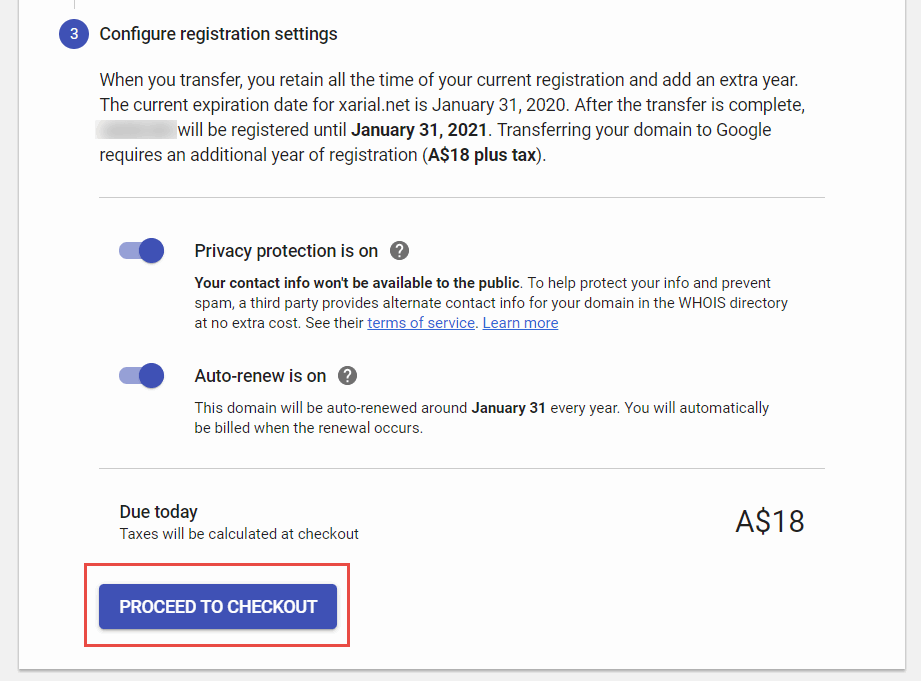 3 Configure registration settings
When you transfer, you retain all the time of your current registration and add an extra year.
The current expiration date for xarial.net is January 31, 2020. After the transfer is complete,
will be registered until January 31, 2021. Transferring your domain to Google
requires an additional year of registration (A$18 plus tax).
Privacy protection is on ?
Your contact info won't be available to the public. To help protect your info and prevent
spam, a third party provides alternate contact info for your domain in the WHOIS directory
at no extra cost. See their terms of service. Learn more
Auto-renew is on ?
This domain will be auto-renewed around January 31 every year. You will automatically
be billed when the renewal occurs.
Due today
Taxes will be calculated at checkout
A$18
PROCEED TO CHECKOUT